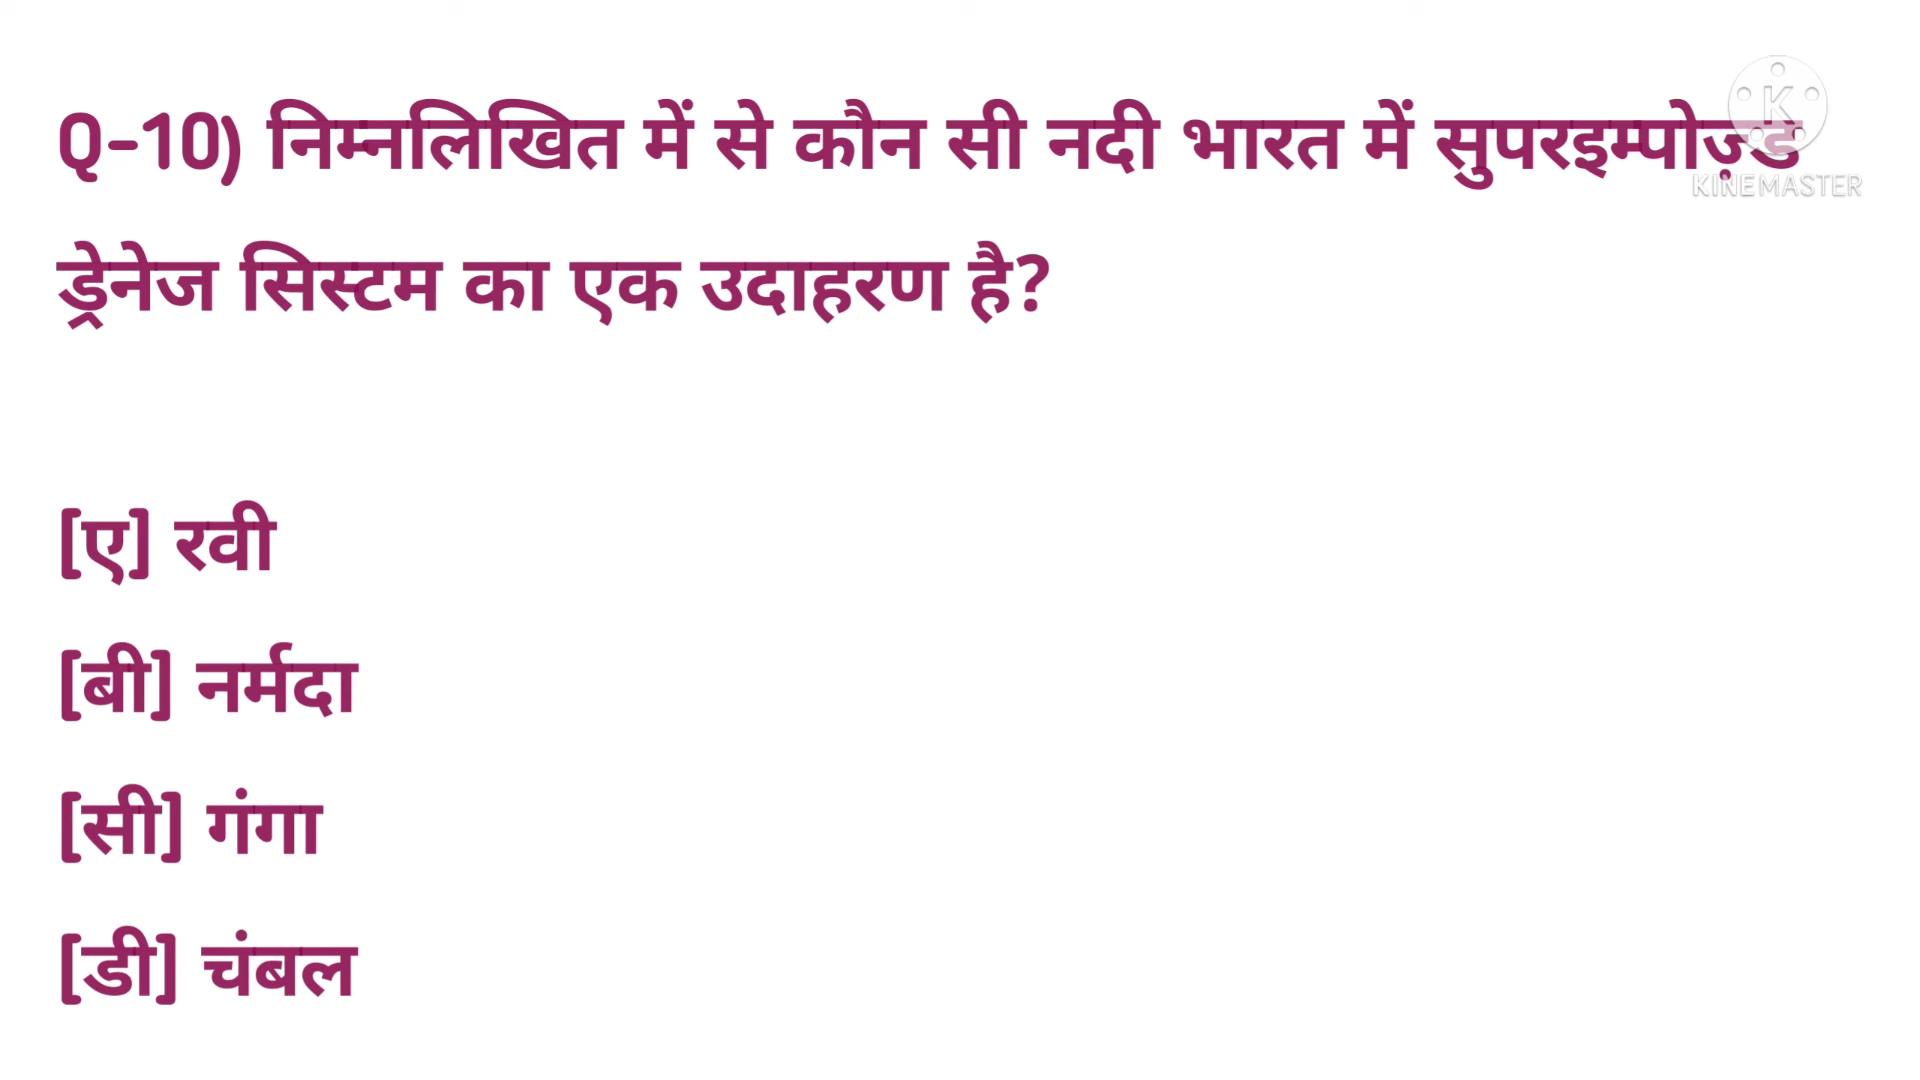 Q-10) निम्नलिखित में से कौन सी नदी भारत में सुपरइम्पोज़्ड
K
KINEMASTER
ड्रेनेज सिस्टम का एक उदाहरण है?
[ए] रवी
[बी] नर्मदा
[सी] गंगा
[डी] चंबल